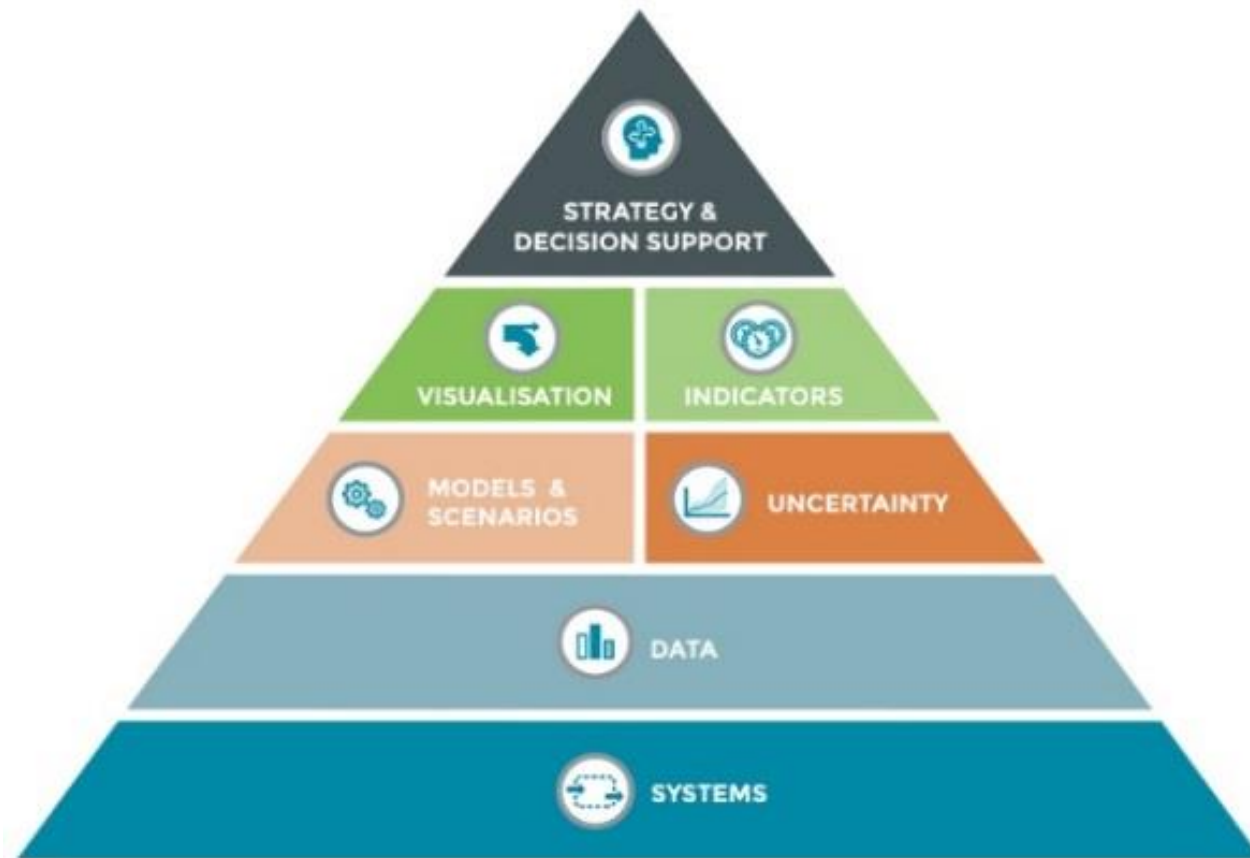 STRATEGY &
DECISION SUPPORT
VISUALISATION
INDICATORS
MODELS &
SCENARIOS
UNCERTAINTY
DATA
SYSTEMS